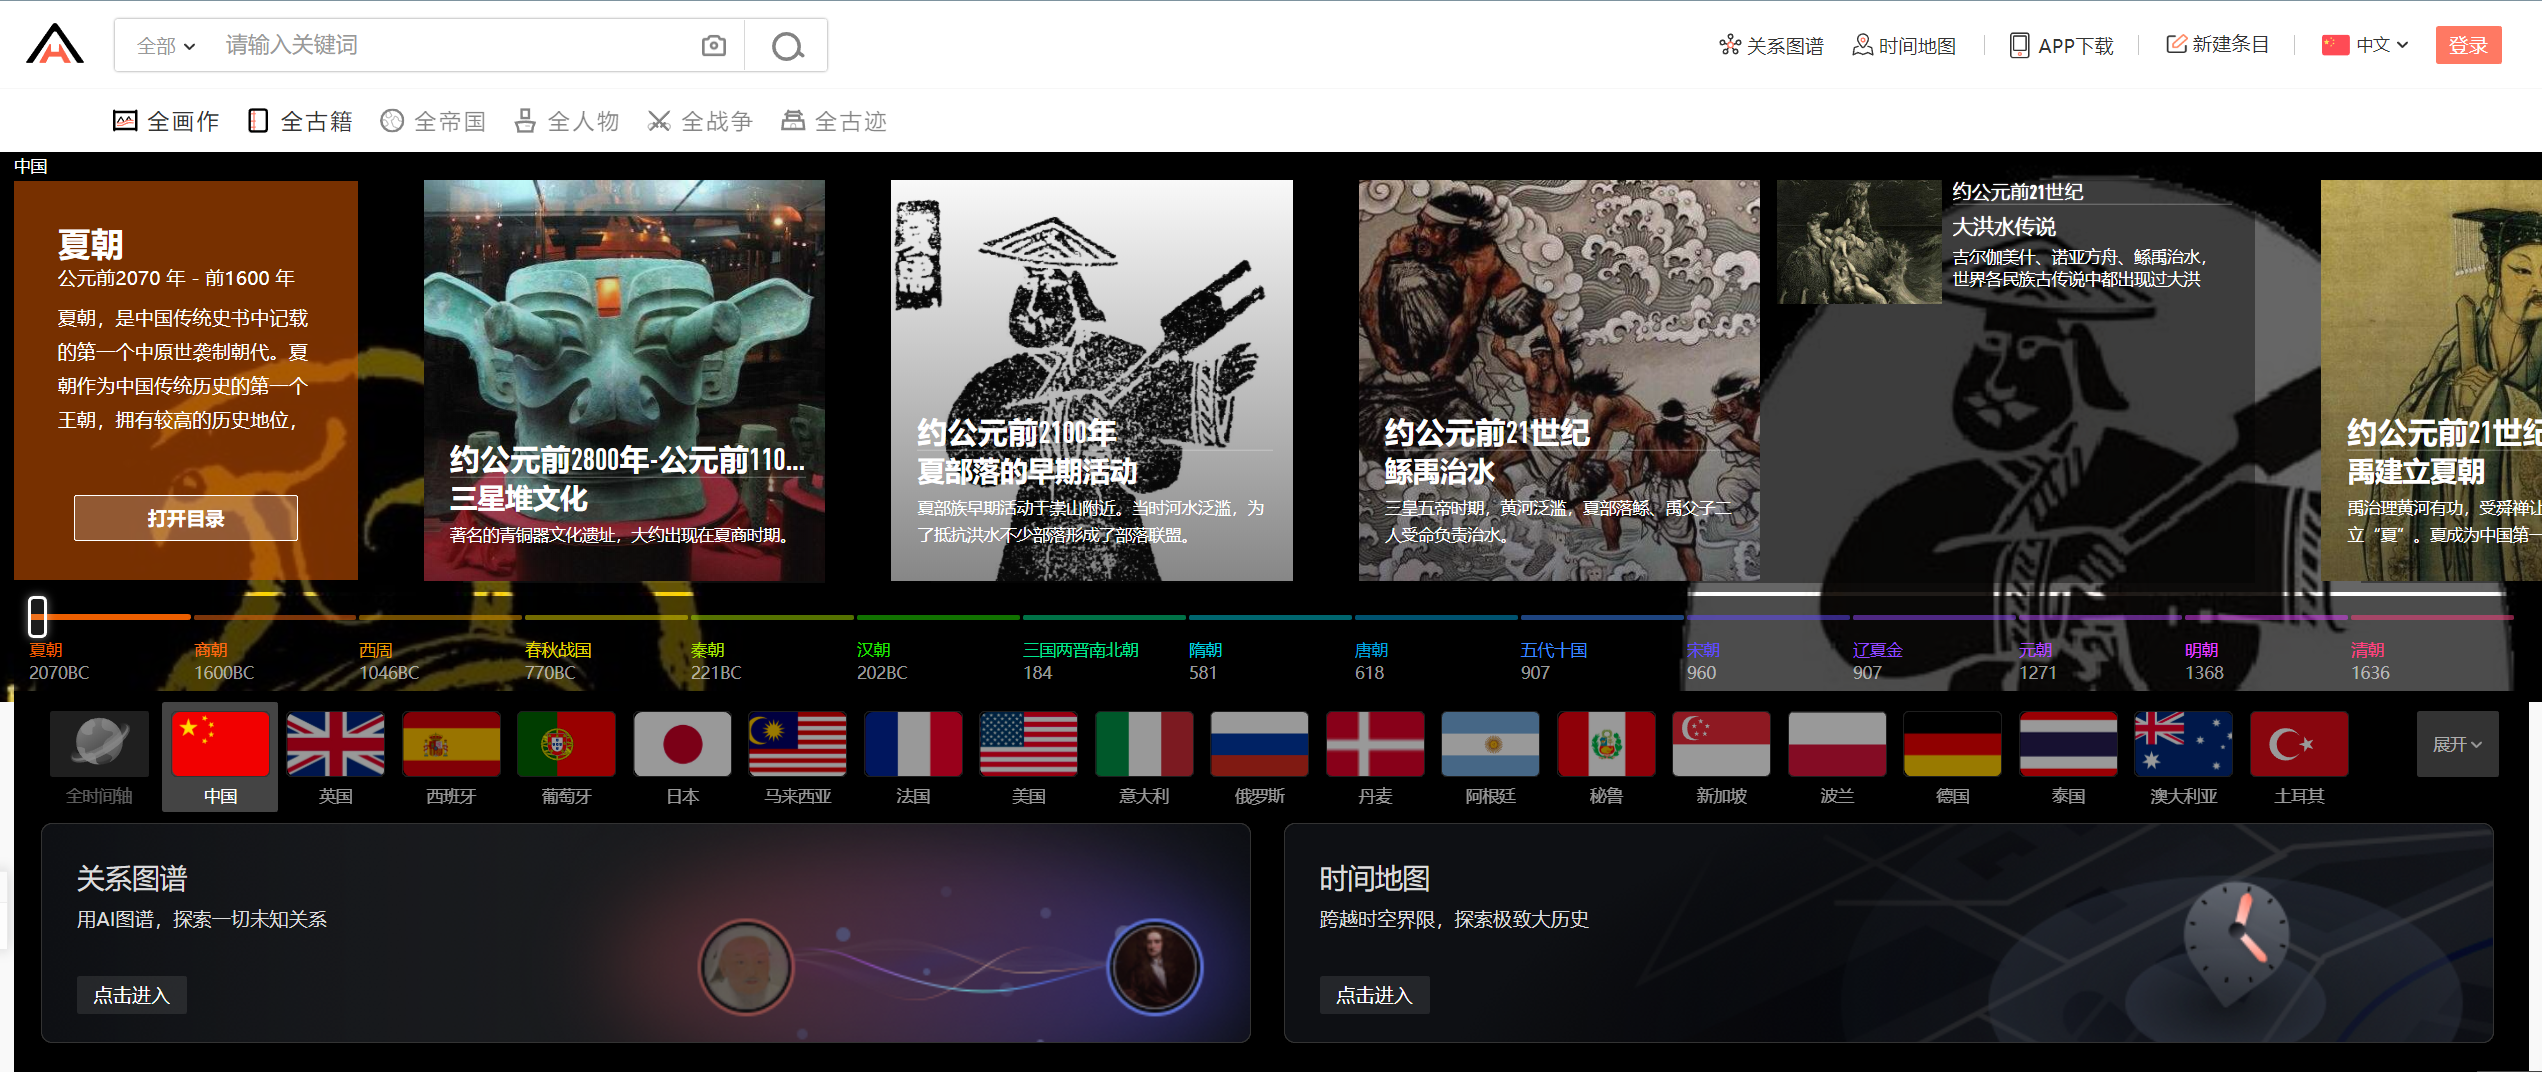 全部
请输入关键词
关系图谱
时间地图
APP下载
新建条目
中文
登录
全画作
全古籍
全帝国
全人物
全战争
全古迹
中国
夏朝
公元前2070 年 - 前1600 年
夏朝，是中国传统史书中记载
的第一个中原世袭制朝代。夏
朝作为中国传统历史的第一个
王朝，拥有较高的历史地位，
打开目录
约公元前2800年-公元前110...
三星堆文化
著名的青铜器文化遗址，大约出现在夏商时期。
约公元前2100年
夏部落的早期活动
夏部族早期活动于崇山附近。当时河水泛滥，为
了抵抗洪水不少部落形成了部落联盟。
约公元前21世纪
鲧禹治水
三皇五帝时期，黄河泛滥，夏部落鲧、禹父子二
人受命负责治水。
约公元前21世纪
大洪水传说
吉尔伽美什、诺亚方舟、鲧禹治水，
世界各民族古传说中都出现过大洪
约公元前21世纪
禹建立夏朝
禹治理黄河有功，受舜禅让
立“夏”。夏成为中国第一
夏朝
2070BC
商朝
1600BC
西周
1046BC
春秋战国
770BC
秦朝
221BC
汉朝
202BC
三国两晋南北朝
184
隋朝
581
唐朝
618
五代十国
907
宋朝
960
辽夏金
907
元朝
1271
明朝
1368
清朝
1636
全时间轴
中国
英国
西班牙
葡萄牙
日本
马来西亚
法国
美国
意大利
俄罗斯
丹麦
阿根廷
秘鲁
新加坡
波兰
德国
泰国
澳大利亚
土耳其
展开
关系图谱
用AI图谱，探索一切未知关系
点击进入
时间地图
跨越时空界限，探索极致大历史
点击进入